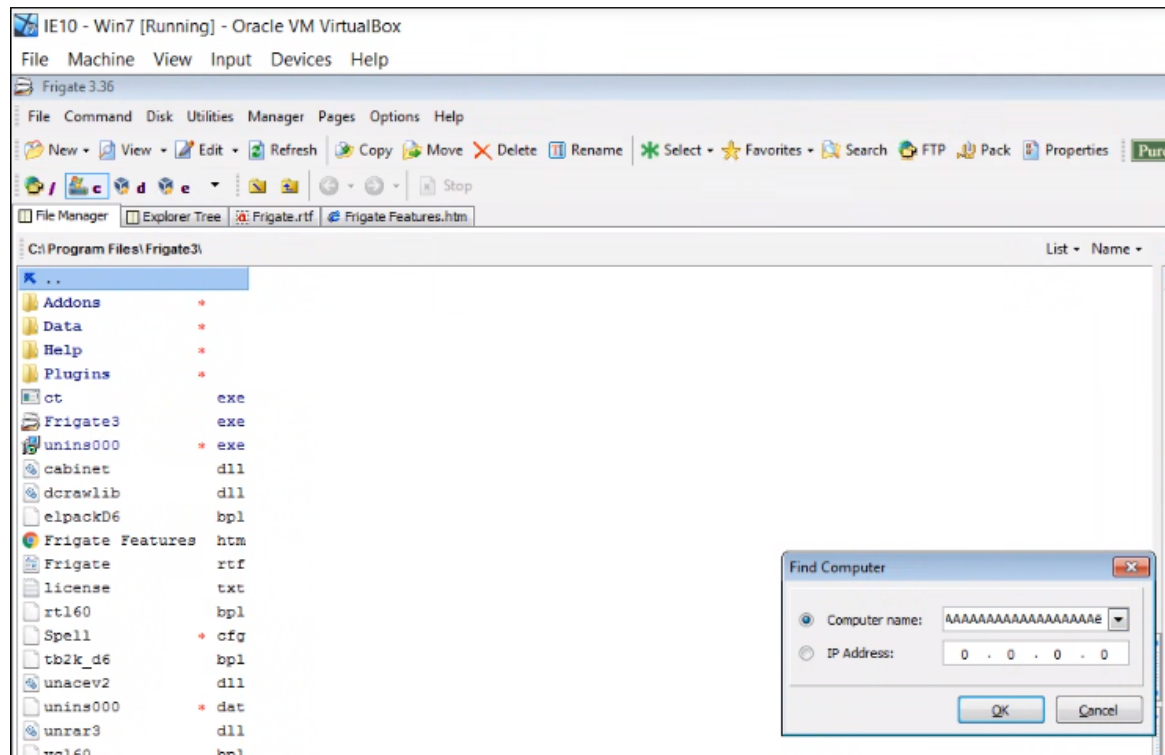 IE10 - Win7 [Running] - Oracle VM VirtualBox
File Machine View Input Devices Help
Frigate 3.36
File Command Disk Utilities Manager Pages Options Help
New View Edit Refresh Copy Move Delete Rename Select Favorites Search FTP Pack Properties
/ c d e Stop
File Manager Explorer Tree Frigate.rtf Frigate Features.htm
C:\Program Files\Frigate3\ List Name
..
Addons *
Data *
Help *
Plugins *
ct exe
Frigate3 exe
unins000 * exe
cabinet dll
dcrawlib dll
elpackD6 bpl
Frigate Features htm
Frigate rtf
license txt
rtl60 bpl
Spell * cfg
tb2k_d6 bpl
unacev2 dll
unins000 * dat
unrar3 dll
vcl60 bpl
Find Computer
Computer name: AAAAAAAAAAAAAAAAAAAë
IP Address: 0 . 0 . 0 . 0
OK Cancel